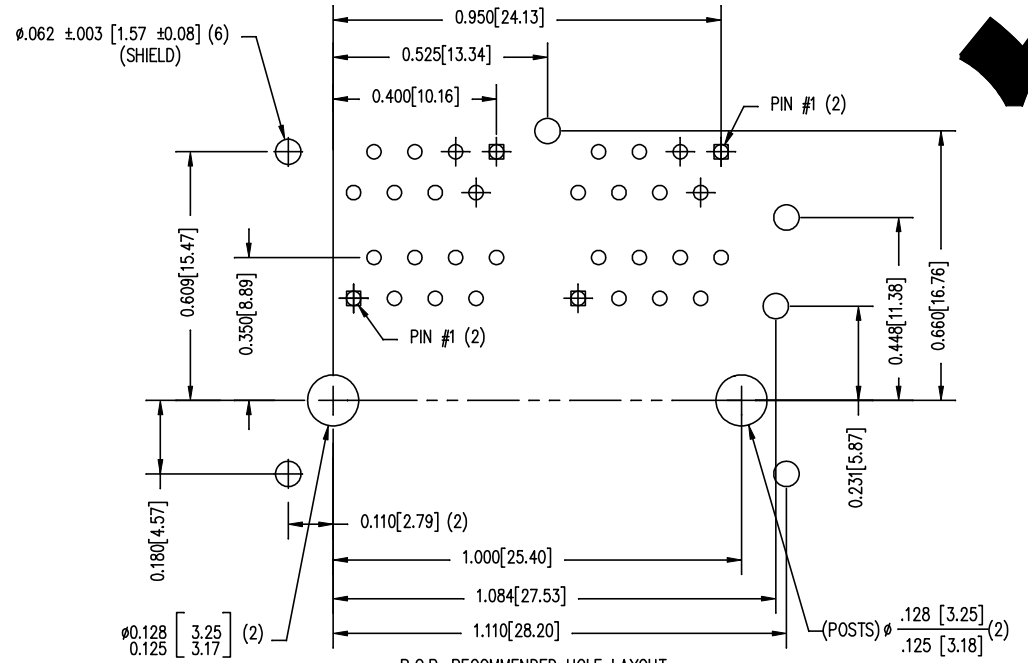 0.950[24.13]
ø.062 ±.003 [1.57 ±0.08] (6)
(SHIELD)
0.525[13.34]
0.400[10.16]
PIN #1 (2)
0.609[15.47]
0.350[8.89]
0.448[11.38]
0.660[16.76]
PIN #1 (2)
0.231[5.87]
0.180[4.57]
0.110[2.79] (2)
1.000[25.40]
1.084[27.53]
1.110[28.20]
ø0.128 [3.25] (2)
0.125 [3.17]
(POSTS) ø .128 [3.25] (2)
.125 [3.18]
P.C.B. RECOMMENDED HOLE LAYOUT